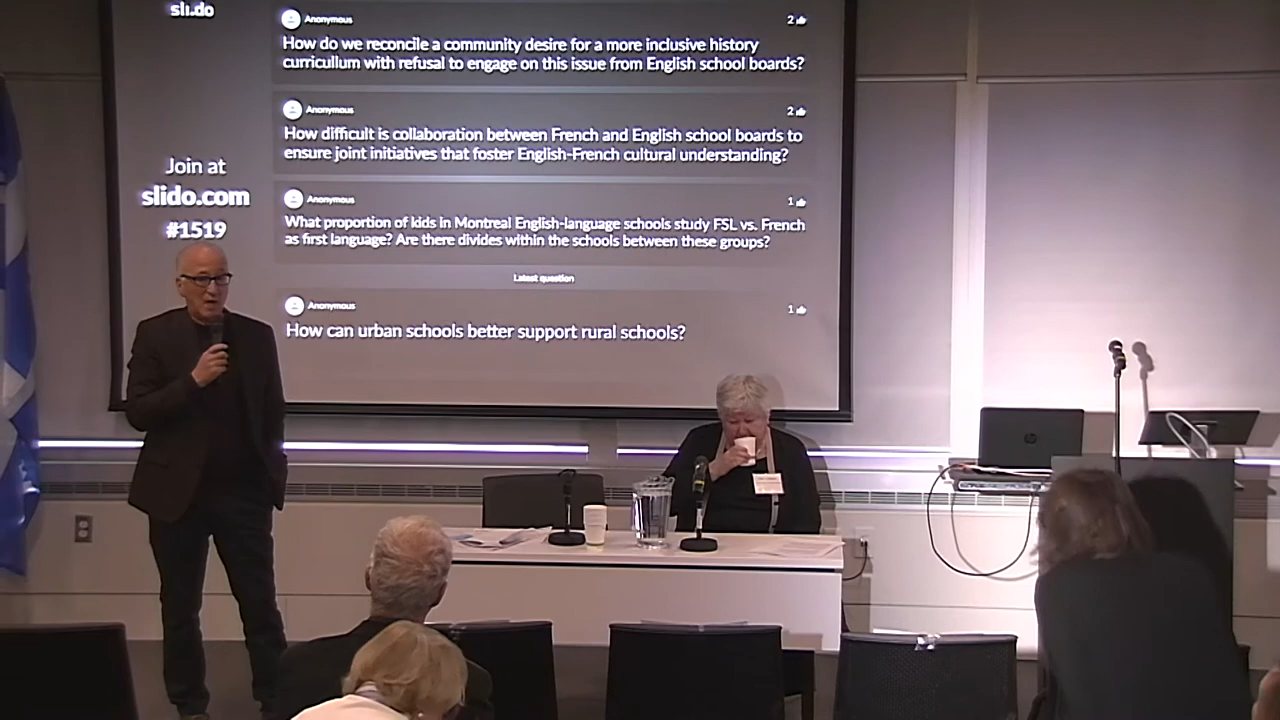 sli.do
Anonymous
2
How do we reconcile a community desire for a more inclusive history
curricullum with refusal to engage on this issue from English school boards?
Anonymous
2
How difficult is collaboration between French and English school boards to
ensure joint initiatives that foster English-French cultural understanding?
Join at
slido.com
#1519
Anonymous
1
What proportion of kids in Montreal English-language schools study FSL vs. French
as first language? Are there divides within the schools between these groups?
Latest question
Anonymous
1
How can urban schools better support rural schools?
hp